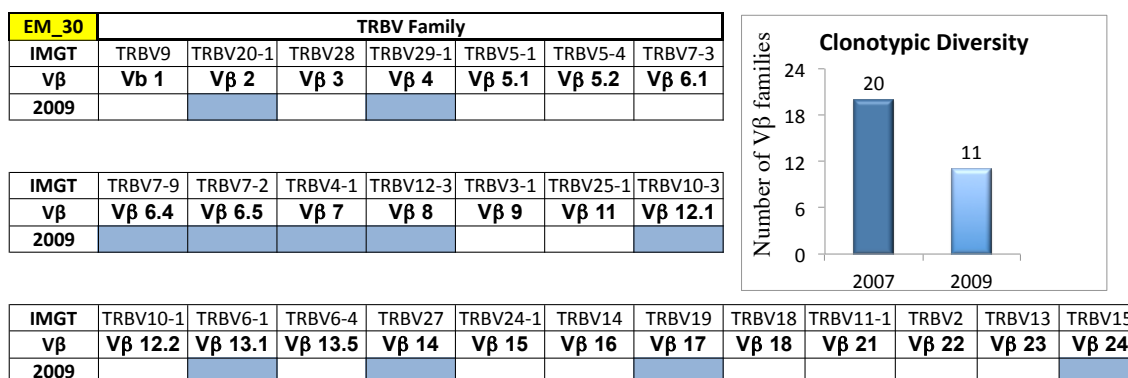 EM_30 TRBV Family
IMGT TRBV9 TRBV20-1 TRBV28 TRBV29-1 TRBV5-1 TRBV5-4 TRBV7-3
Vβ Vb 1 Vβ 2 Vβ 3 Vβ 4 Vβ 5.1 Vβ 5.2 Vβ 6.1
2009
IMGT TRBV7-9 TRBV7-2 TRBV4-1 TRBV12-3 TRBV3-1 TRBV25-1 TRBV10-3
Vβ Vβ 6.4 Vβ 6.5 Vβ 7 Vβ 8 Vβ 9 Vβ 11 Vβ 12.1
2009
Clonotypic Diversity
Number of Vβ families
24
18
12
6
0
20
11
2007 2009
IMGT TRBV10-1 TRBV6-1 TRBV6-4 TRBV27 TRBV24-1 TRBV14 TRBV19 TRBV18 TRBV11-1 TRBV2 TRBV13 TRBV15
Vβ Vβ 12.2 Vβ 13.1 Vβ 13.5 Vβ 14 Vβ 15 Vβ 16 Vβ 17 Vβ 18 Vβ 21 Vβ 22 Vβ 23 Vβ 24
2009